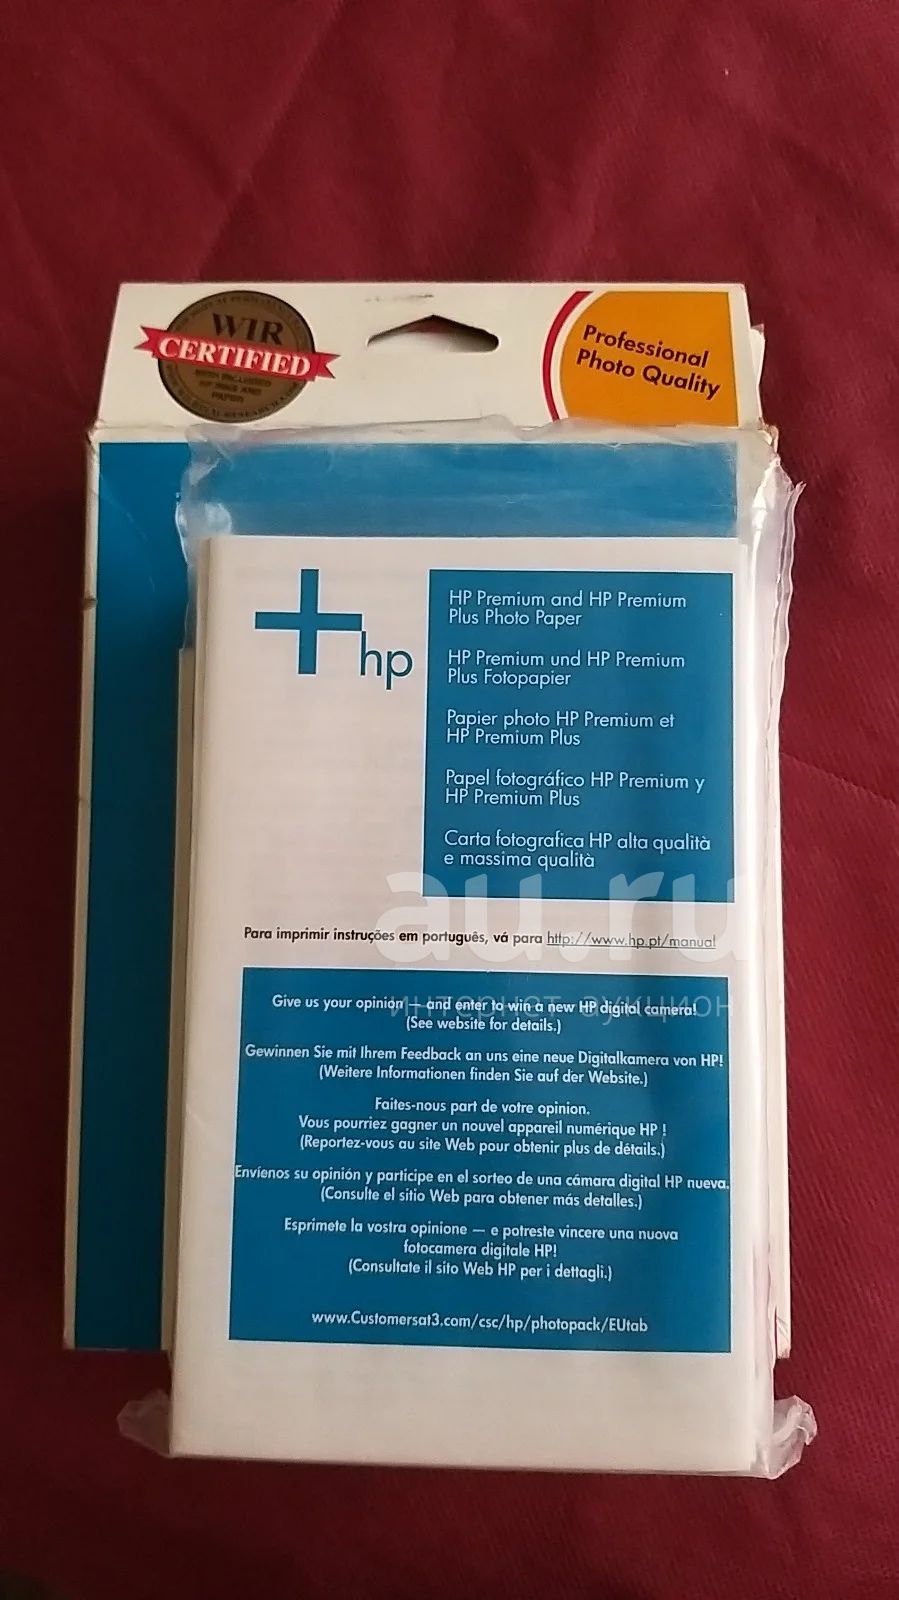 WIR
CERTIFIED
WHEN INCLUDED
HP INKS AND
PAPER
Professional
Photo Quality
hp
HP Premium and HP Premium
Plus Photo Paper
HP Premium und HP Premium
Plus Fotopapier
Papier photo HP Premium et
HP Premium Plus
Papel fotográfico HP Premium y
HP Premium Plus
Carta fotografica HP alta qualità
e massima qualità
au.ru
Para imprimir instruções em português, vá para http://www.hp.pt/manual
интернет аукцион
Give us your opinion — and enter to win a new HP digital camera!
(See website for details.)
Gewinnen Sie mit Ihrem Feedback an uns eine neue Digitalkamera von HP!
(Weitere Informationen finden Sie auf der Website.)
Faites-nous part de votre opinion.
Vous pourriez gagner un nouvel appareil numérique HP !
(Reportez-vous au site Web pour obtenir plus de détails.)
Envíenos su opinión y participe en el sorteo de una cámara digital HP nueva.
(Consulte el sitio Web para obtener más detalles.)
Esprimete la vostra opinione — e potreste vincere una nuova
fotocamera digitale HP!
(Consultate il sito Web HP per i dettagli.)
www.Customersat3.com/csc/hp/photopack/EUtab